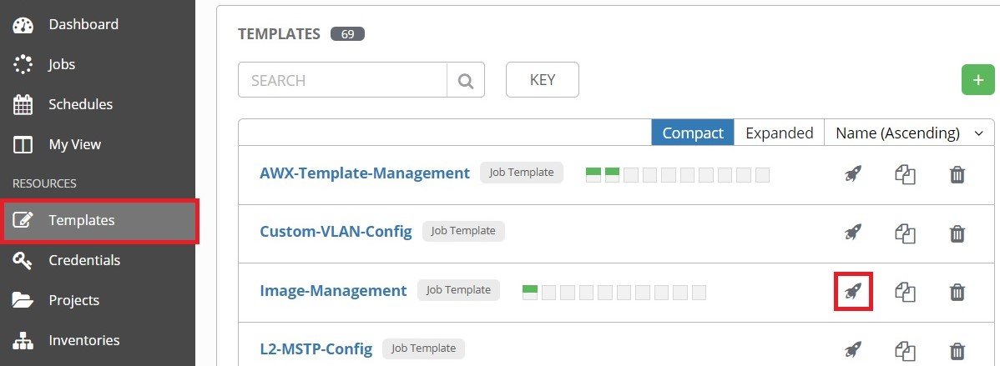 Dashboard
Jobs
Schedules
My View
RESOURCES
Templates
Credentials
Projects
Inventories
TEMPLATES 69
SEARCH KEY
+
Compact Expanded Name (Ascending)
AWX-Template-Management Job Template
Custom-VLAN-Config Job Template
Image-Management Job Template
L2-MSTP-Config Job Template